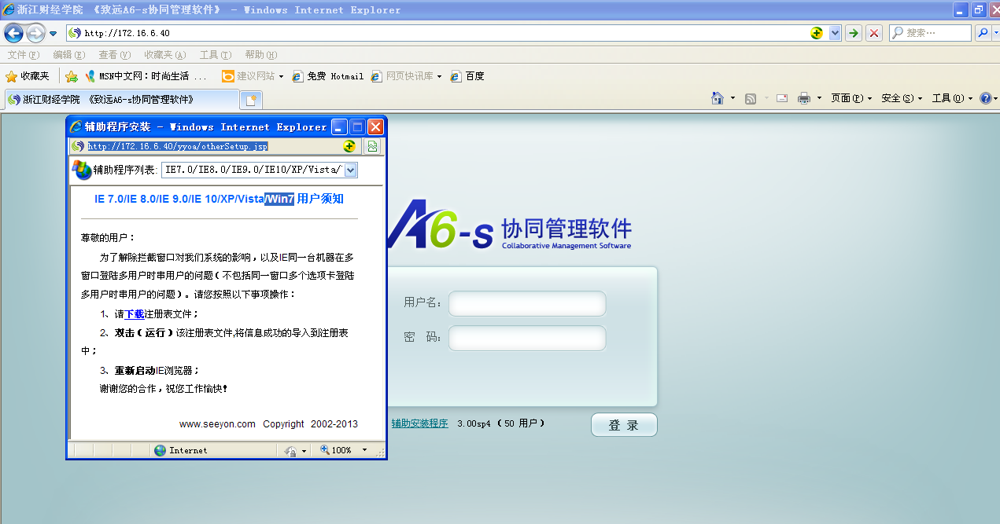 浙江财经学院 《致远A6-s协同管理软件》 - Windows Internet Explorer
http://172.16.6.40
搜索...
文件(F) 编辑(E) 查看(V) 收藏夹(A) 工具(T) 帮助(H)
收藏夹 MSN中文网：时尚生活 ... 建议网站 免费 Hotmail 网页快讯库 百度
浙江财经学院 《致远A6-s协同管理软件》
页面(P) 安全(S) 工具(O)
辅助程序安装 - Windows Internet Explorer
http://172.16.6.40/yyoa/otherSetup.jsp
辅助程序列表: IE7.0/IE8.0/IE9.0/IE10/XP/Vista/
IE 7.0/IE 8.0/IE 9.0/IE 10/XP/Vista/Win7 用户须知
尊敬的用户：
为了解除拦截窗口对我们系统的影响，以及IE同一台机器在多
窗口登陆多用户时串用户的问题（不包括同一窗口多个选项卡登陆
多用户时串用户的问题）。请您按照以下事项操作：
1、请下载注册表文件；
2、双击（运行）该注册表文件,将信息成功的导入到注册表
中；
3、重新启动IE浏览器；
谢谢您的合作，祝您工作愉快！
www.seeyon.com Copyright 2002-2013
Internet 100%
A6-s 协同管理软件
Collaborative Management Software
用户名：
密 码：
辅助安装程序 3.00sp4 （50 用户）
登 录